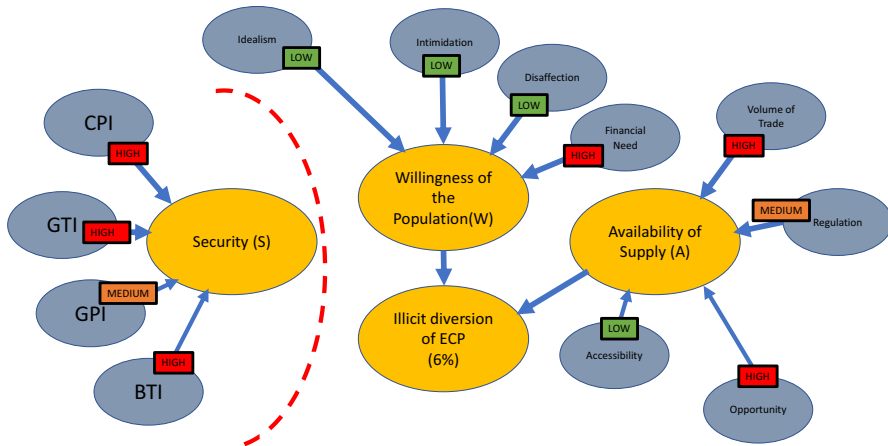 Idealism
LOW
Intimidation
LOW
Disaffection
LOW
Financial
Need
HIGH
Volume of
Trade
HIGH
CPI
HIGH
GTI
HIGH
GPI
MEDIUM
BTI
HIGH
Security (S)
Willingness of
the
Population(W)
Availability of
Supply (A)
MEDIUM
Regulation
Illicit diversion
of ECP
(6%)
LOW
Accessibility
HIGH
Opportunity